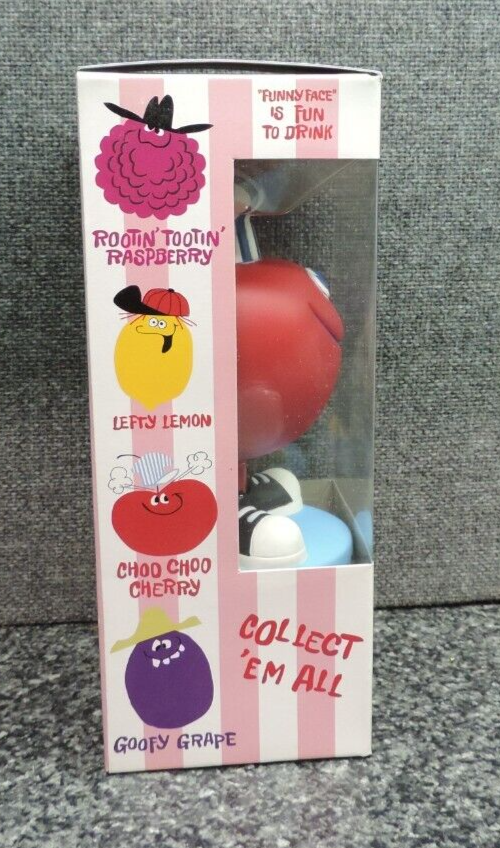 "FUNNY FACE"
IS FUN
TO DRINK
ROOTIN' TOOTIN'
RASPBERRY
LEFTY LEMON
CHOO CHOO
CHERRY
GOOFY GRAPE
COLLECT
'EM ALL